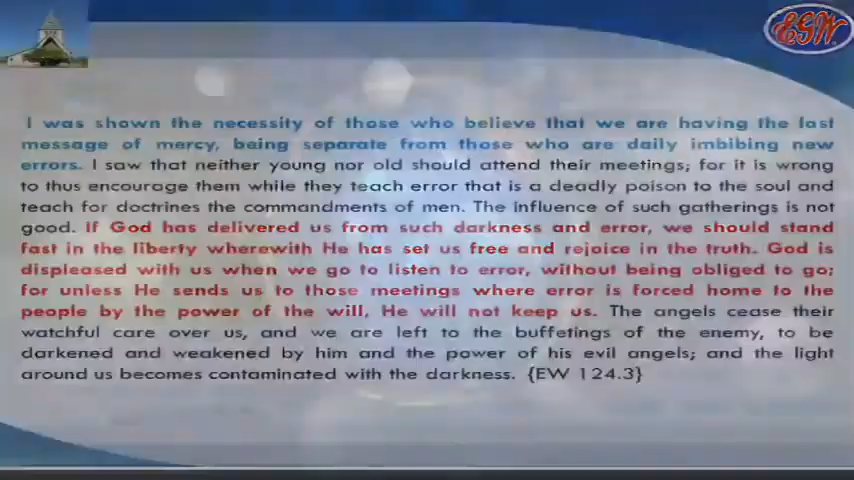 EGW
I was shown the necessity of those who believe that we are having the last
message of mercy, being separate from those who are daily imbibing new
errors. I saw that neither young nor old should attend their meetings; for it is wrong
to thus encourage them while they teach error that is a deadly poison to the soul and
teach for doctrines the commandments of men. The influence of such gatherings is not
good. If God has delivered us from such darkness and error, we should stand
fast in the liberty wherewith He has set us free and rejoice in the truth. God is
displeased with us when we go to listen to error, without being obliged to go;
for unless He sends us to those meetings where error is forced home to the
people by the power of the will, He will not keep us. The angels cease their
watchful care over us, and we are left to the buffetings of the enemy, to be
darkened and weakened by him and the power of his evil angels; and the light
around us becomes contaminated with the darkness. {EW 124.3}